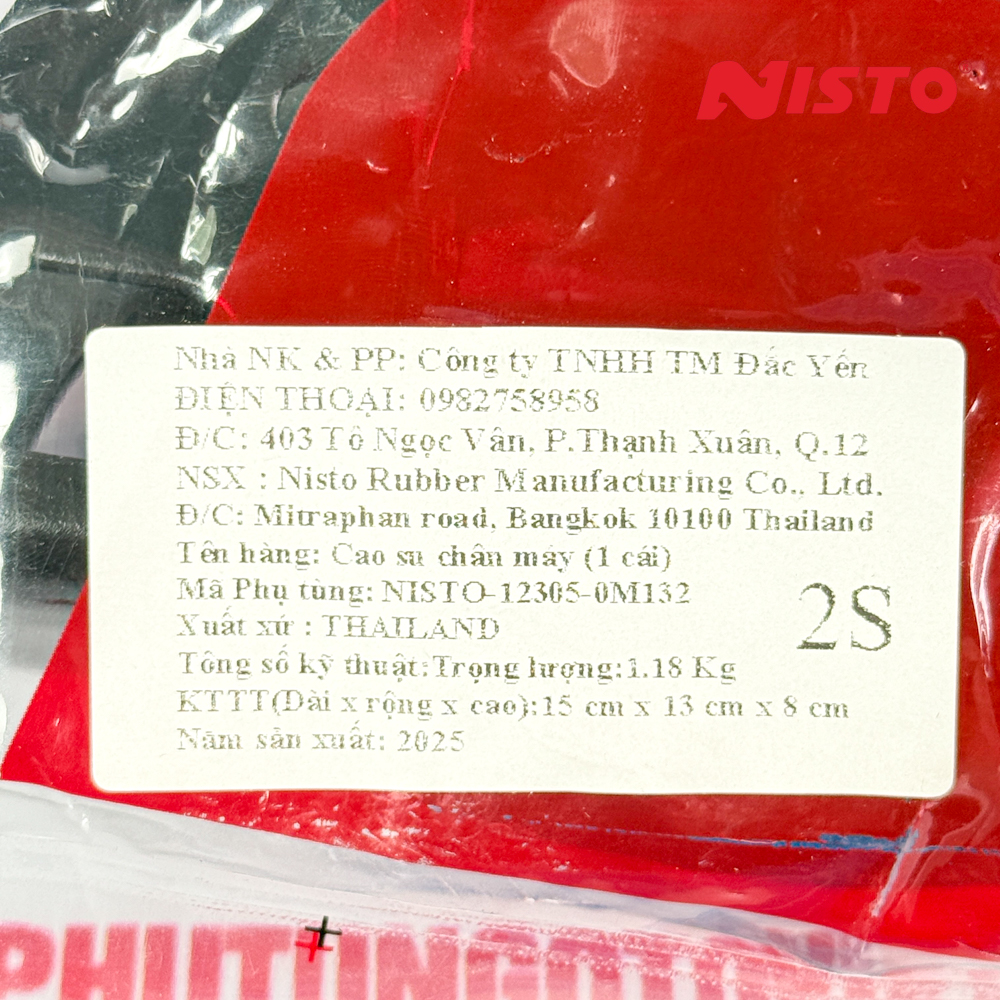 NISTO
Nhà NK & PP: Công ty TNHH TM Đắc Yến
ĐIỆN THOẠI: 0982758958
Đ/C: 403 Tô Ngọc Vân, P.Thạnh Xuân, Q.12
NSX : Nisto Rubber Manufacturing Co., Ltd.
Đ/C: Mitraphan road, Bangkok 10100 Thailand
Tên hàng: Cao su chân máy (1 cái)
Mã Phụ tùng: NISTO-12305-0M132
2S
Xuất xứ : THAILAND
Tông số kỹ thuật:Trọng lượng:1.18 Kg
KTTT(Dài x rộng x cao):15 cm x 13 cm x 8 cm
Năm sản xuất: 2025